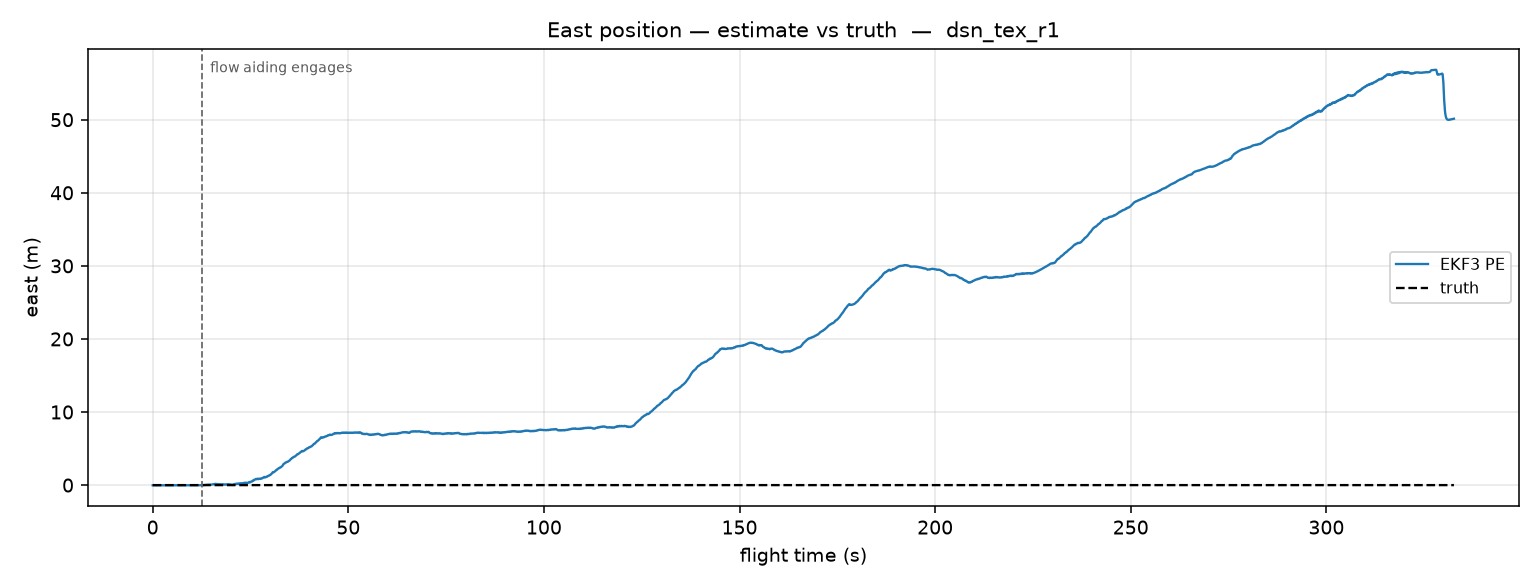 East position — estimate vs truth — dsn_tex_r1
flow aiding engages
50
40
30
20
10
0
east (m)
EKF3 PE
truth
0
50
100
150
200
250
300
flight time (s)